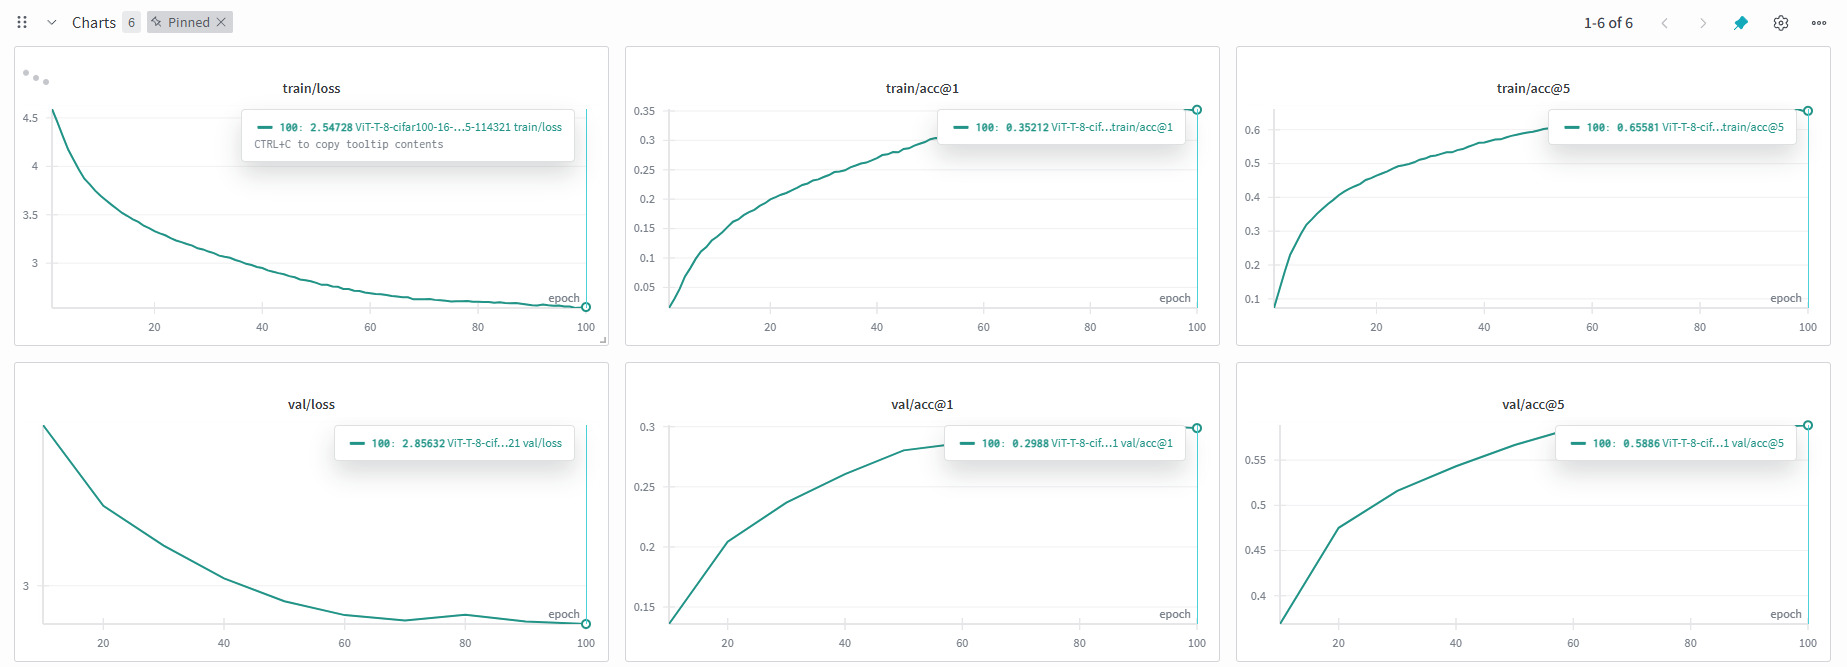 Charts 6 Pinned 1-6 of 6
train/loss
4.5
4
3.5
3
100: 2.54728 ViT-T-8-cifar100-16-...5-114321 train/loss
CTRL+C to copy tooltip contents
epoch
20 40 60 80 100
train/acc@1
0.35
0.3
0.25
0.2
0.15
0.1
0.05
100: 0.35212 ViT-T-8-cif...train/acc@1
epoch
20 40 60 80 100
train/acc@5
0.6
0.5
0.4
0.3
0.2
0.1
100: 0.65581 ViT-T-8-cif...train/acc@5
epoch
20 40 60 80 100
val/loss
3
100: 2.85632 ViT-T-8-cif...21 val/loss
epoch
20 40 60 80 100
val/acc@1
0.3
0.25
0.2
0.15
100: 0.2988 ViT-T-8-cif...1 val/acc@1
epoch
20 40 60 80 100
val/acc@5
0.55
0.5
0.45
0.4
100: 0.5886 ViT-T-8-cif...1 val/acc@5
epoch
20 40 60 80 100